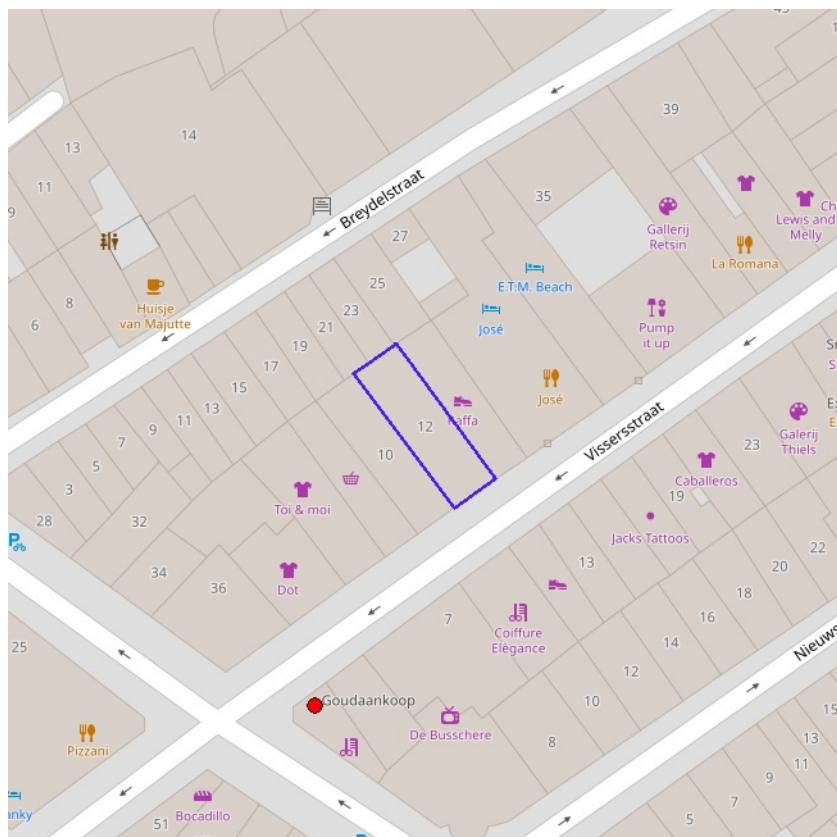 43
39
13
14
11
9
35
Gallerij
Retsin
Lewis and
Melly
Breydelstraat
27
La Romana
E.T.M. Beach
25
8
Huisje
van Majutte
6
23
21
José
Pump
it up
19
17
José
15
13
11
12
9
7
10
5
3
Vissersstraat
Galerij
Thiels
23
Caballeros
19
Toi & moi
28
32
Jacks Tattoos
34
36
Dot
13
22
20
18
16
14
12
10
8
7
Coiffure
Elègance
25
Goudaankoop
De Busschere
Pizzani
Bocadillo
51
15
13
11
9
7
5